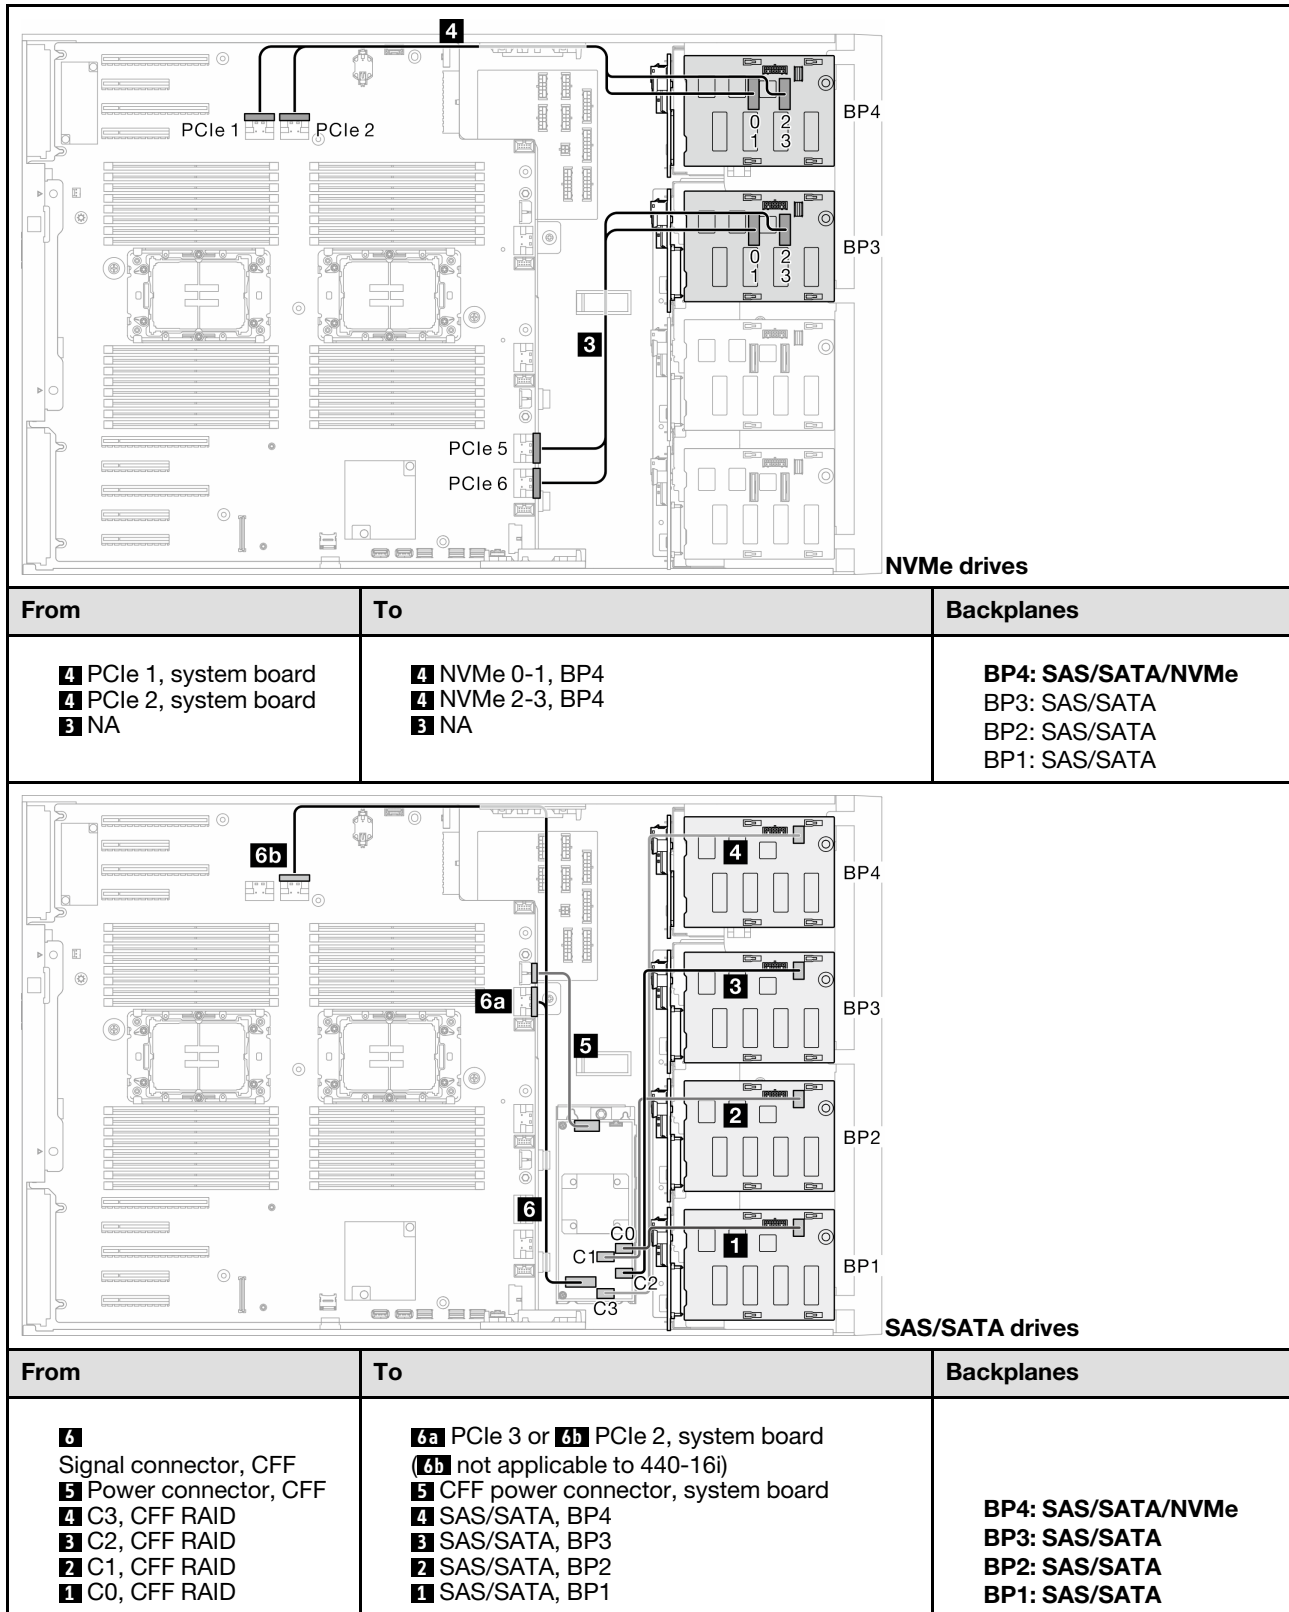 4
PCIe 1
PCIe 2
0 2
1 3
BP4
0 2
1 3
BP3
3
PCIe 5
PCIe 6
NVMe drives
From To Backplanes
4 PCIe 1, system board
4 PCIe 2, system board
3 NA
4 NVMe 0-1, BP4
4 NVMe 2-3, BP4
3 NA
BP4: SAS/SATA/NVMe
BP3: SAS/SATA
BP2: SAS/SATA
BP1: SAS/SATA
6b
4
BP4
6a
3
BP3
5
2
BP2
6
C0
C1
C2
C3
1
BP1
SAS/SATA drives
From To Backplanes
6
Signal connector, CFF
5 Power connector, CFF
4 C3, CFF RAID
3 C2, CFF RAID
2 C1, CFF RAID
1 C0, CFF RAID
6a PCIe 3 or 6b PCIe 2, system board
(6b not applicable to 440-16i)
5 CFF power connector, system board
4 SAS/SATA, BP4
3 SAS/SATA, BP3
2 SAS/SATA, BP2
1 SAS/SATA, BP1
BP4: SAS/SATA/NVMe
BP3: SAS/SATA
BP2: SAS/SATA
BP1: SAS/SATA